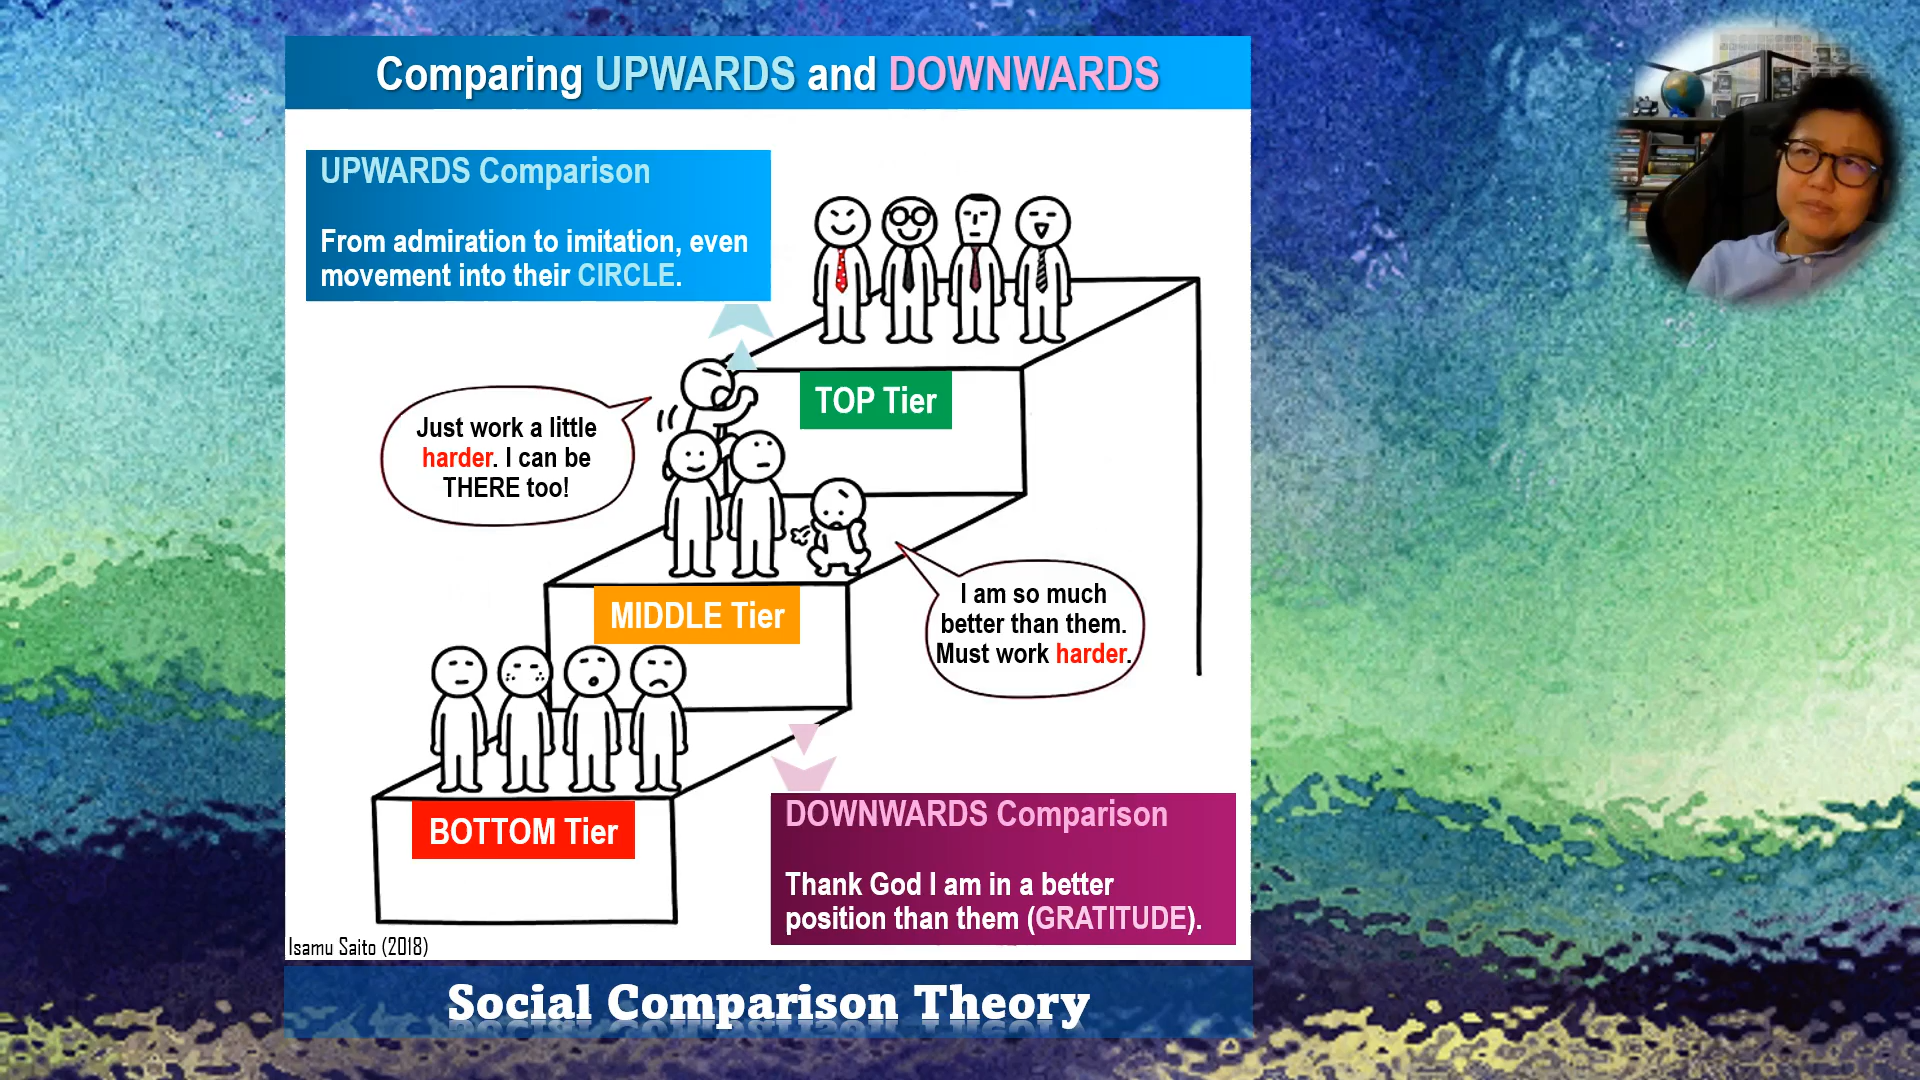 Comparing UPWARDS and DOWNWARDS
UPWARDS Comparison
From admiration to imitation, even
movement into their CIRCLE.
TOP Tier
Just work a little
harder. I can be
THERE too!
I am so much
better than them.
Must work harder.
MIDDLE Tier
BOTTOM Tier
DOWNWARDS Comparison
Thank God I am in a better
position than them (GRATITUDE).
Isamu Saito (2018)
Social Comparison Theory